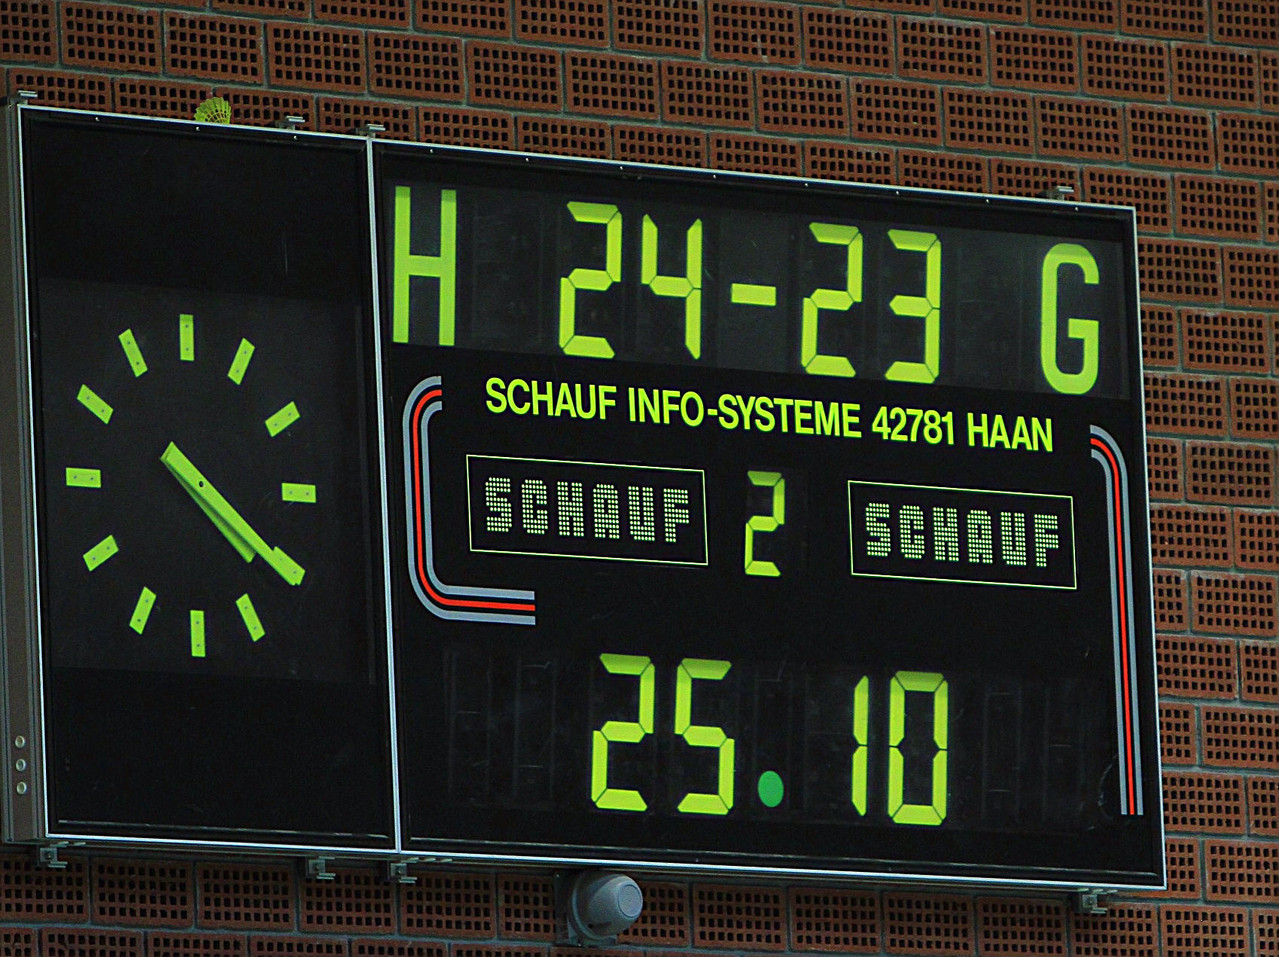 H 24-23 G
SCHAUF INFO-SYSTEME 42781 HAAN
SCHAUF 2 SCHAUF
25.10